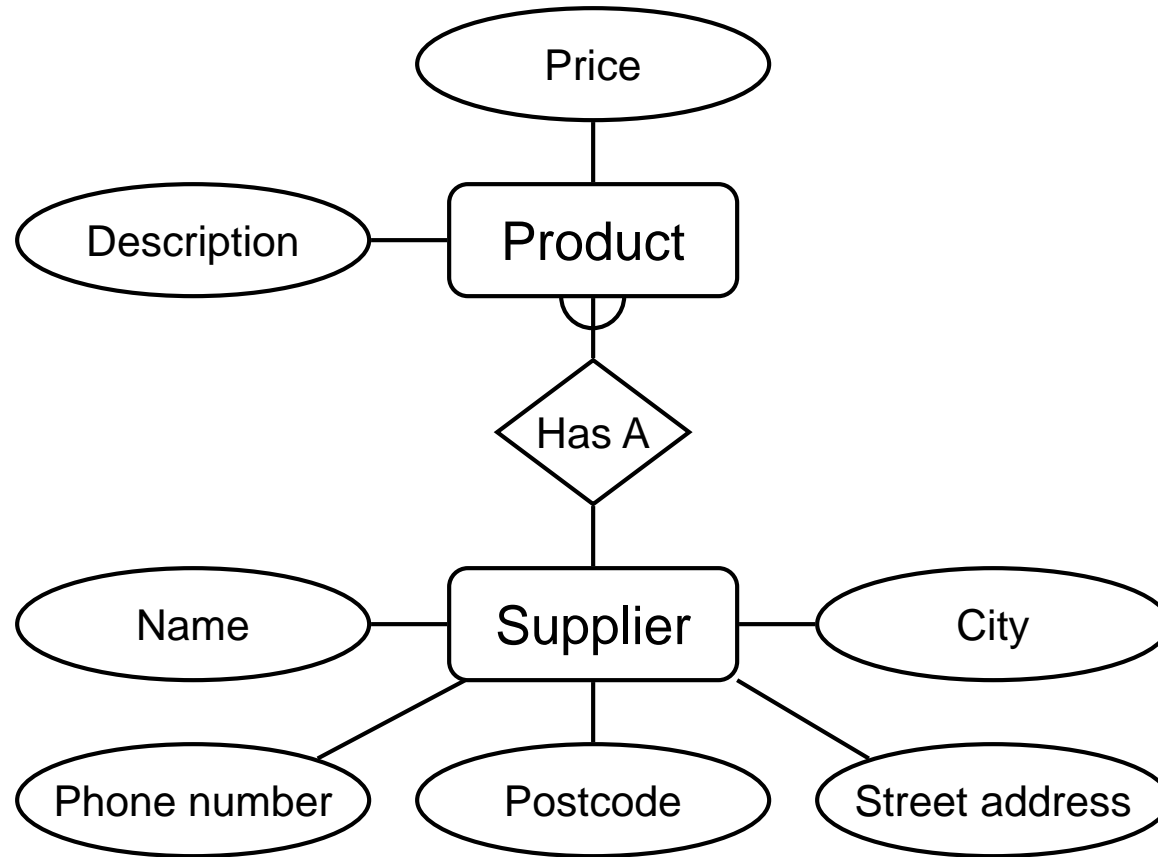 Price
Description
Product
Has A
Name
Supplier
City
Phone number
Postcode
Street address